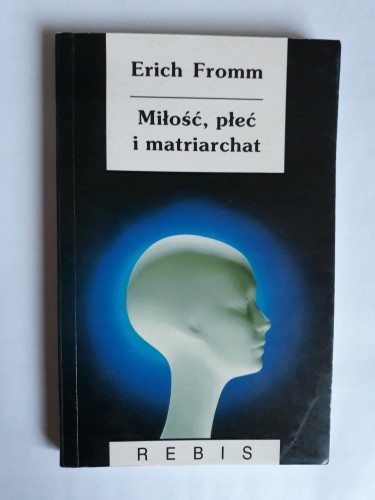 Erich Fromm
Miłość, płeć
i matriarchat
REBIS